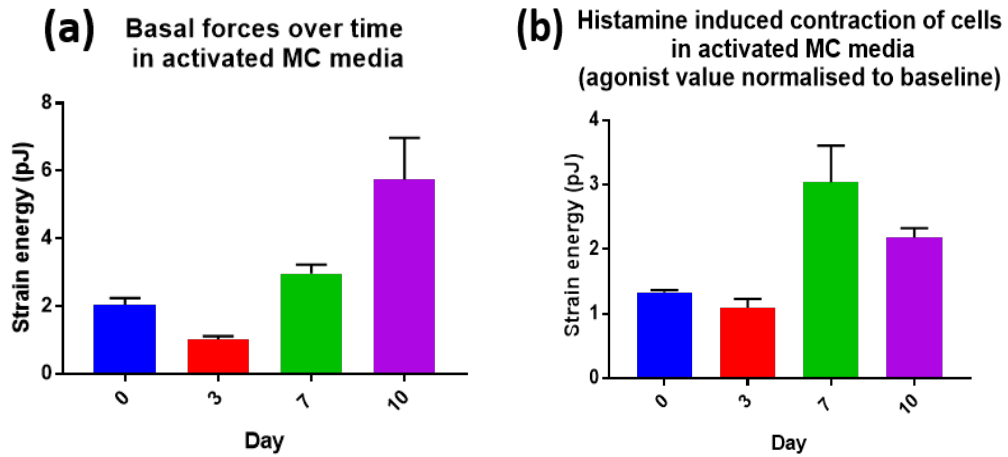 (a)
Basal forces over time
in activated MC media
Strain energy (pJ)
8
6
4
2
0
0
3
7
10
Day
(b)
Histamine induced contraction of cells
in activated MC media
(agonist value normalised to baseline)
Strain energy (pJ)
4
3
2
1
0
0
3
7
10
Day